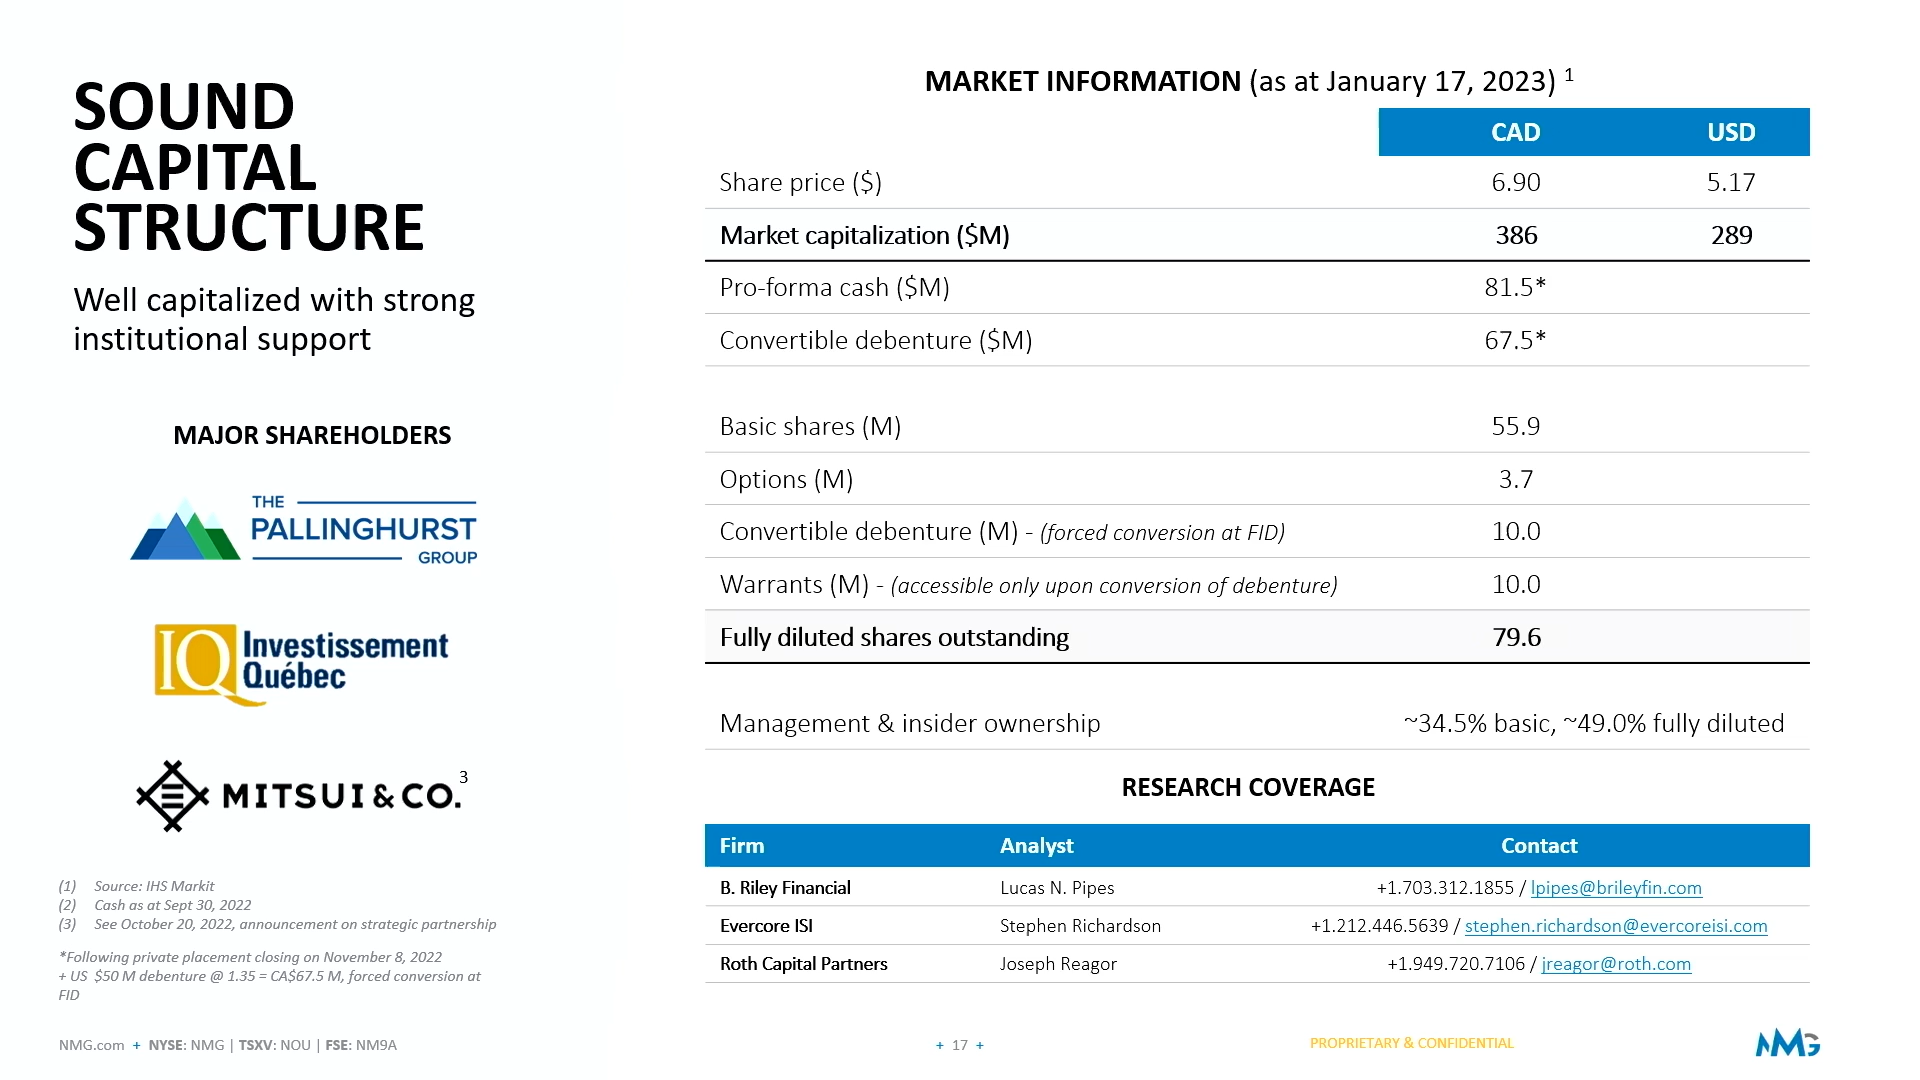 SOUND
CAPITAL
STRUCTURE
Well capitalized with strong
institutional support
MAJOR SHAREHOLDERS
THE
PALLINGHURST
GROUP
IQ Investissement
Québec
MITSUI & CO. 3
(1) Source: IHS Markit
(2) Cash as at Sept 30, 2022
(3) See October 20, 2022, announcement on strategic partnership
*Following private placement closing on November 8, 2022
+ US $50 M debenture @ 1.35 = CA$67.5 M, forced conversion at
FID
MARKET INFORMATION (as at January 17, 2023) 1
CAD USD
Share price ($) 6.90 5.17
Market capitalization ($M) 386 289
Pro-forma cash ($M) 81.5*
Convertible debenture ($M) 67.5*
Basic shares (M) 55.9
Options (M) 3.7
Convertible debenture (M) - (forced conversion at FID) 10.0
Warrants (M) - (accessible only upon conversion of debenture) 10.0
Fully diluted shares outstanding 79.6
Management & insider ownership ~34.5% basic, ~49.0% fully diluted
RESEARCH COVERAGE
Firm Analyst Contact
B. Riley Financial Lucas N. Pipes +1.703.312.1855 / lpipes@brileyfin.com
Evercore ISI Stephen Richardson +1.212.446.5639 / stephen.richardson@evercoreisi.com
Roth Capital Partners Joseph Reagor +1.949.720.7106 / jreagor@roth.com
NMG.com + NYSE: NMG | TSXV: NOU | FSE: NM9A
+ 17 +
PROPRIETARY & CONFIDENTIAL
NMG